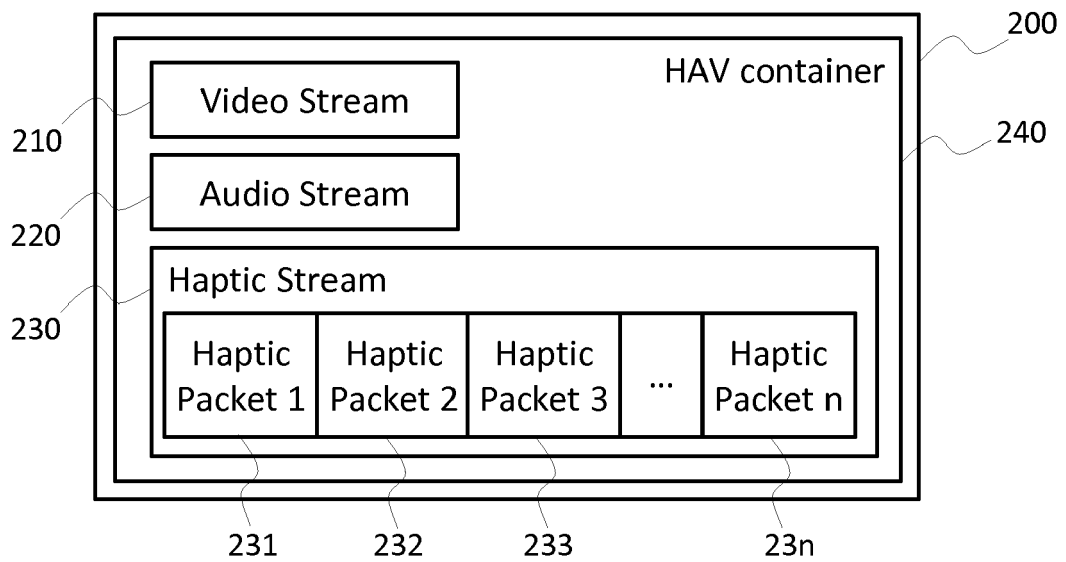 200
HAV container
Video Stream
210
240
Audio Stream
220
Haptic Stream
230
Haptic
Packet 1
Haptic
Packet 2
Haptic
Packet 3
...
Haptic
Packet n
231
232
233
23n